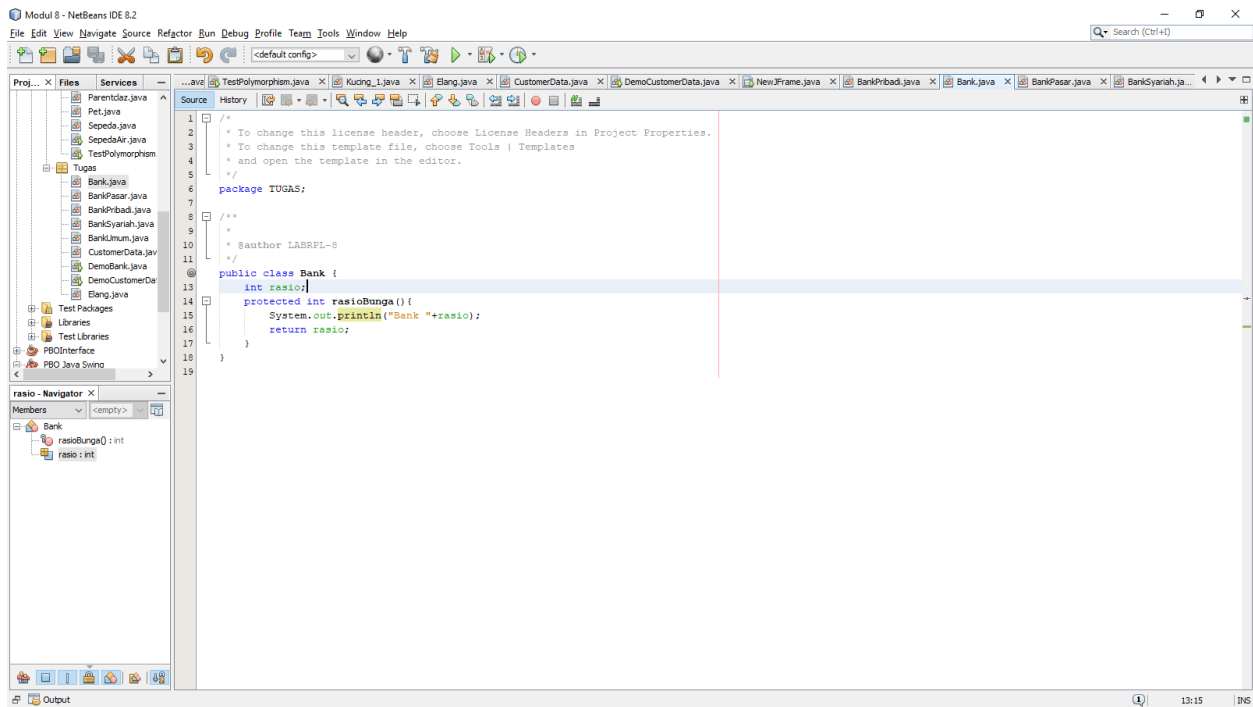 Modul 8 - NetBeans IDE 8.2
File Edit View Navigate Source Refactor Run Debug Profile Team Tools Window Help
Search (Ctrl+I)
<default config>
Proj... Files Services
...ava TestPolymorphism.java Kucing_1.java Elang.java CustomerData.java DemoCustomerData.java NewJFrame.java BankPribadi.java Bank.java BankPasar.java BankSyariah.ja...
Source History
Parentclaz.java
Pet.java
Sepeda.java
SepedaAir.java
TestPolymorphism
Tugas
Bank.java
BankPasar.java
BankPribadi.java
BankSyariah.java
BankUmum.java
CustomerData.jav
DemoBank.java
DemoCustomerDa
Elang.java
Test Packages
Libraries
Test Libraries
PBOInterface
PBO Java Swing
rasio - Navigator
Members <empty>
Bank
rasioBunga() : int
rasio : int
1 /*
2 * To change this license header, choose License Headers in Project Properties.
3 * To change this template file, choose Tools | Templates
4 * and open the template in the editor.
5 */
6 package TUGAS;
7
8 /**
9 *
10 * @author LABRPL-8
11 */
public class Bank {
13 int rasio;
14 protected int rasioBunga(){
15 System.out.println("Bank "+rasio);
16 return rasio;
17 }
18 }
19
Output
1
13:15
INS